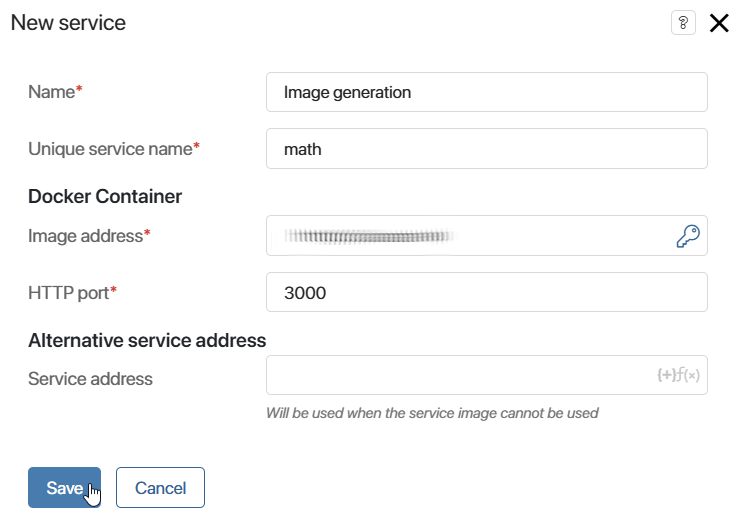 New service
?
Name* Image generation
Unique service name* math
Docker Container
Image address*
HTTP port* 3000
Alternative service address
Service address {+}ƒ(×)
Will be used when the service image cannot be used
Save Cancel